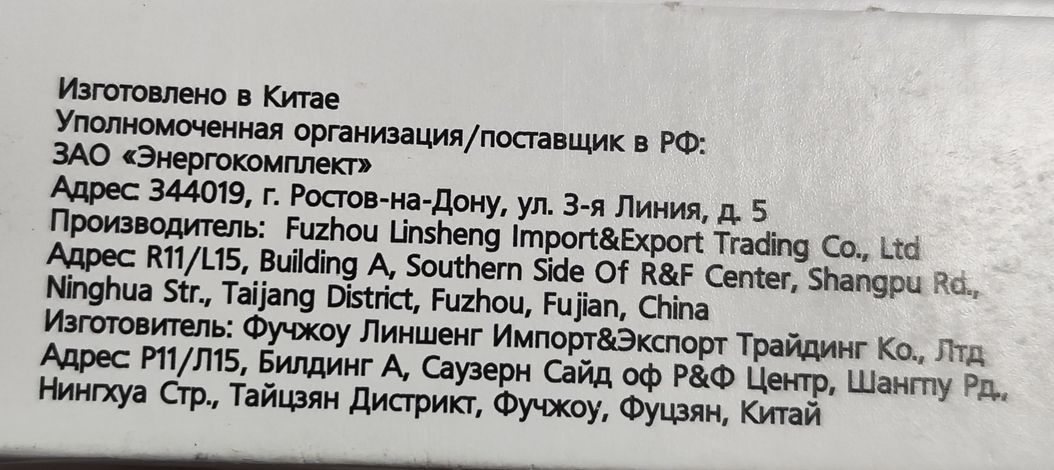 Изготовлено в Китае
Уполномоченная организация/поставщик в РФ:
ЗАО «Энергокомплект»
Адрес: 344019, г. Ростов-на-Дону, ул. 3-я Линия, д. 5
Производитель: Fuzhou Linsheng Import&Export Trading Co., Ltd
Адрес: R11/L15, Building A, Southern Side Of R&F Center, Shangpu Rd.,
Ninghua Str., Taijang District, Fuzhou, Fujian, China
Изготовитель: Фучжоу Линшенг Импорт&Экспорт Трайдинг Ко., Лтд
Адрес: Р11/Л15, Билдинг А, Саузерн Сайд оф Р&Ф Центр, Шангпу Рд.,
Нингхуа Стр., Тайцзян Дистрикт, Фучжоу, Фуцзян, Китай